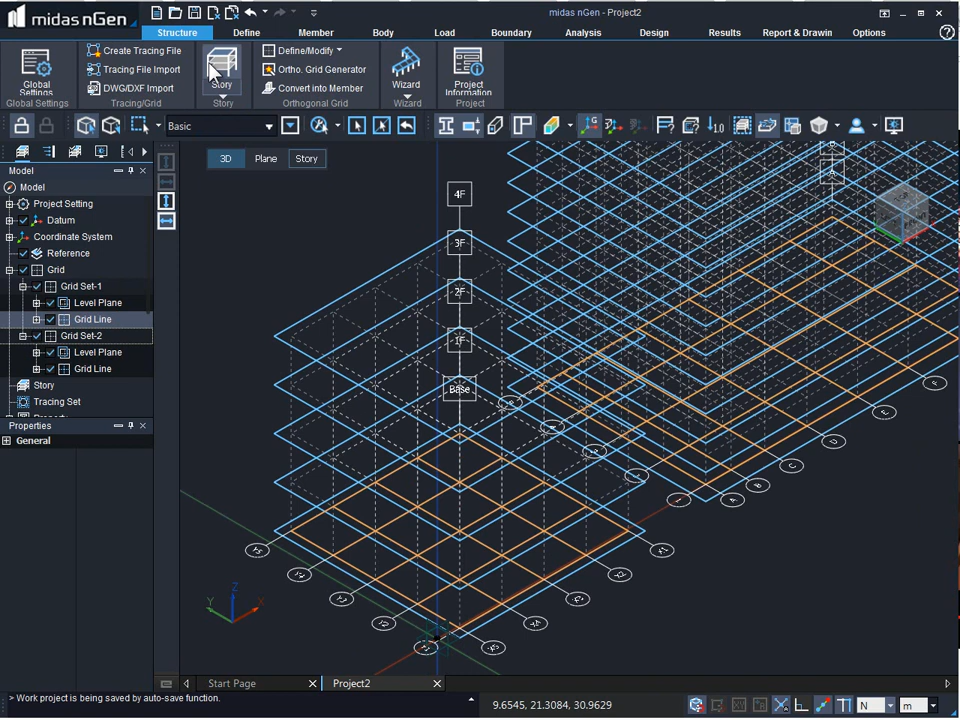 midas nGen
midas nGen - Project2
Structure Define Member Body Load Boundary Analysis Design Results Report & Drawin Options
Global Settings
Create Tracing File
Tracing File Import
DWG/DXF Import
Story
Define/Modify
Ortho. Grid Generator
Convert into Member
Wizard
Project Information
Global Settings Tracing/Grid Story Orthogonal Grid Wizard Project
Basic
3D Plane Story
Model
Model
Project Setting
Datum
Coordinate System
Reference
Grid
Grid Set-1
Level Plane
Grid Line
Grid Set-2
Level Plane
Grid Line
Story
Tracing Set
Properties
General
4F
3F
2F
1F
Base
A
F
E
D
C
B
A
Y5
Y2
X1
Z
Y
X
Start Page Project2
> Work project is being saved by auto-save function.
9.6545, 21.3084, 30.9629
N m